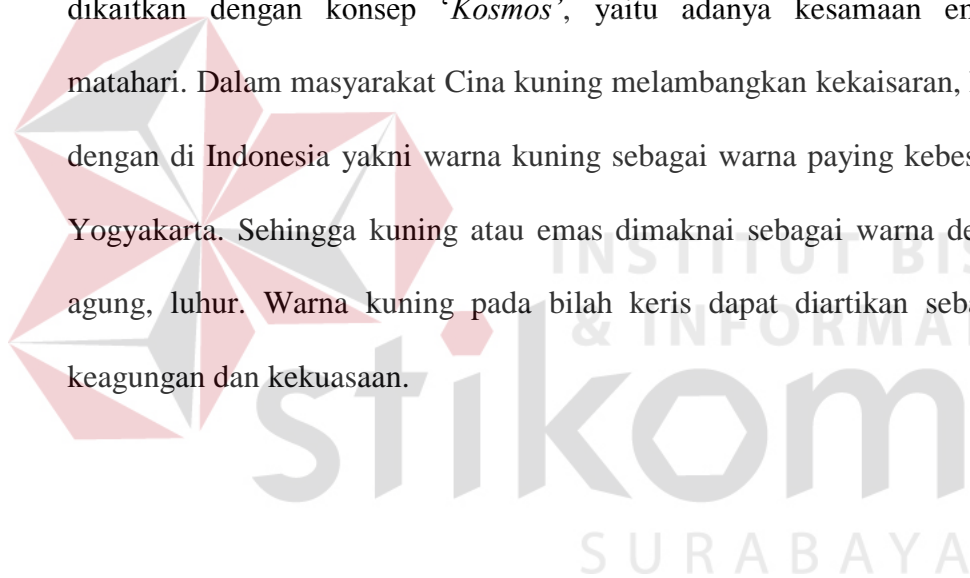 dikaitkan dengan konsep ‘Kosmos’, yaitu adanya kesamaan
matahari. Dalam masyarakat Cina kuning melambangkan kekaisaran,
dengan di Indonesia yakni warna kuning sebagai warna paying
Yogyakarta. Sehingga kuning atau emas dimaknai sebagai warna
INSTITUT
agung, luhur. Warna kuning pada bilah keris dapat diartikan
&
keagungan dan kekuasaan.
stikom
SURABAYA